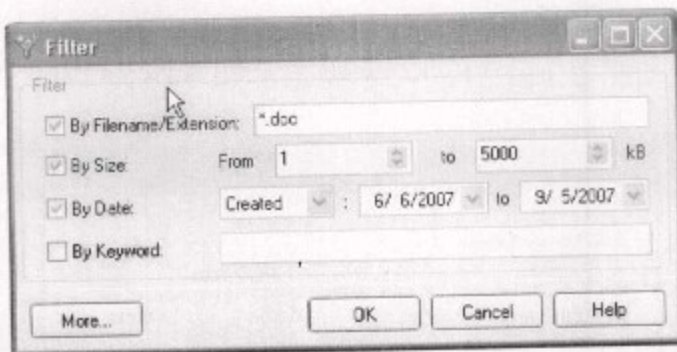 Filter
Filter
By Filename/Extension: *.doc
By Size: From 1 to 5000 kB
By Date: Created : 6/ 6/2007 to 9/ 5/2007
By Keyword:
More... OK Cancel Help